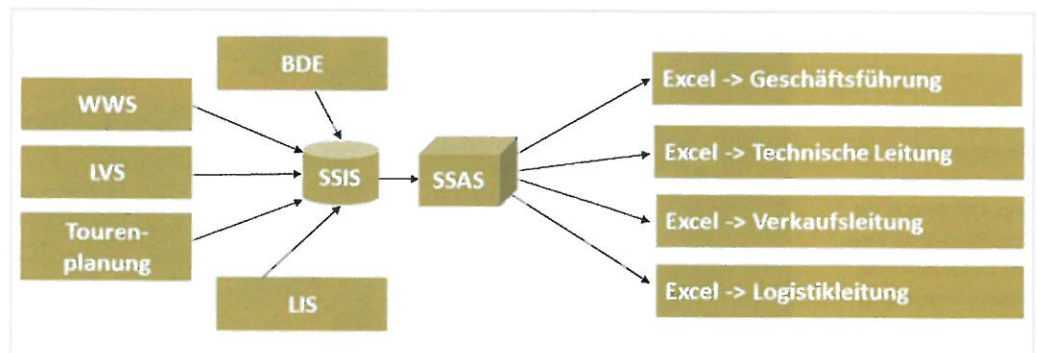 BDE
WWS
LVS
Touren-
planung
LIS
SSIS
SSAS
Excel -> Geschäftsführung
Excel -> Technische Leitung
Excel -> Verkaufsleitung
Excel -> Logistikleitung